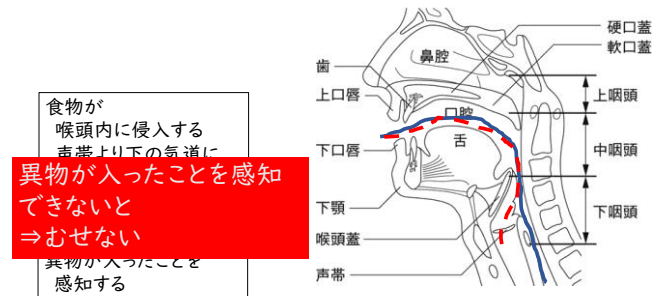 食物が
喉頭内に侵入する
声帯より下の気道に
異物が入ったことを感知
できないと
⇒むせない
異物が入ったことを
感知する
硬口蓋
軟口蓋
鼻腔
歯
上口唇
上咽頭
口腔
下口唇
舌
中咽頭
下顎
下咽頭
喉頭蓋
声帯